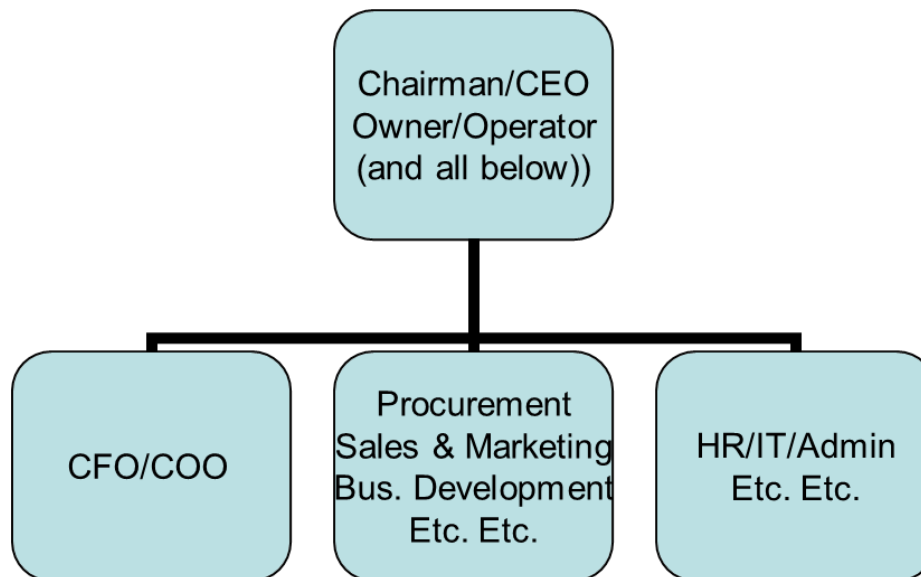 Chairman/CEO
Owner/Operator
(and all below))
CFO/COO
Procurement
Sales & Marketing
Bus. Development
Etc. Etc.
HR/IT/Admin
Etc. Etc.